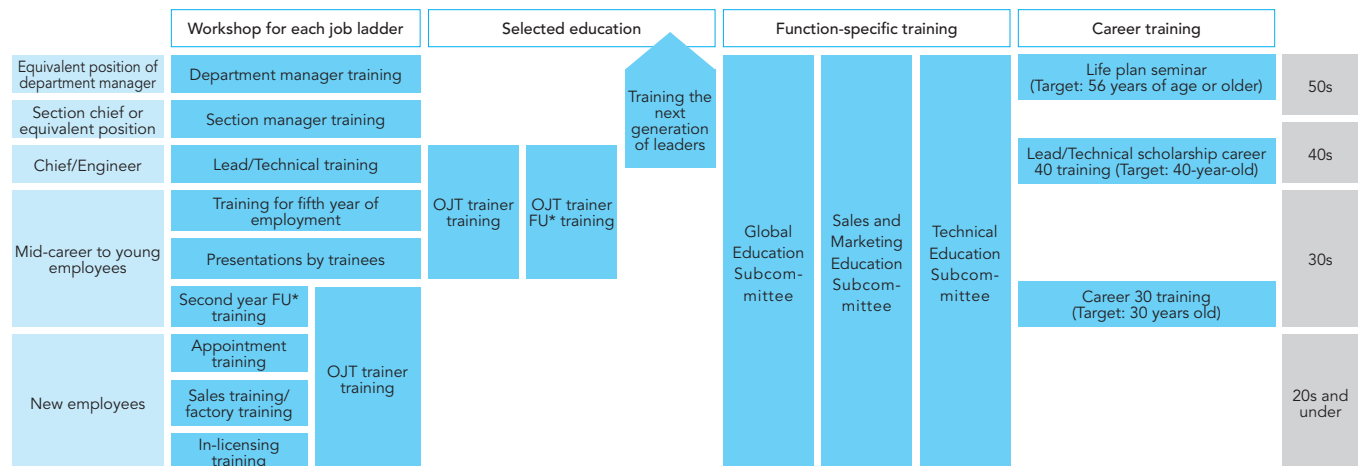 Workshop for each job ladder
Selected education
Function-specific training
Career training
Equivalent position of
department manager
Department manager training
Section chief or
equivalent position
Section manager training
Chief/Engineer
Lead/Technical training
Mid-career to young
employees
Training for fifth year of
employment
Presentations by trainees
Second year FU*
training
New employees
Appointment
training
Sales training/
factory training
In-licensing
training
OJT trainer
training
OJT trainer
training
OJT trainer
FU* training
Training the
next
generation
of leaders
Global
Education
Subcom-
mittee
Sales and
Marketing
Education
Subcom-
mittee
Technical
Education
Subcom-
mittee
Life plan seminar
(Target: 56 years of age or older)
Lead/Technical scholarship career
40 training (Target: 40-year-old)
Career 30 training
(Target: 30 years old)
50s
40s
30s
20s and
under